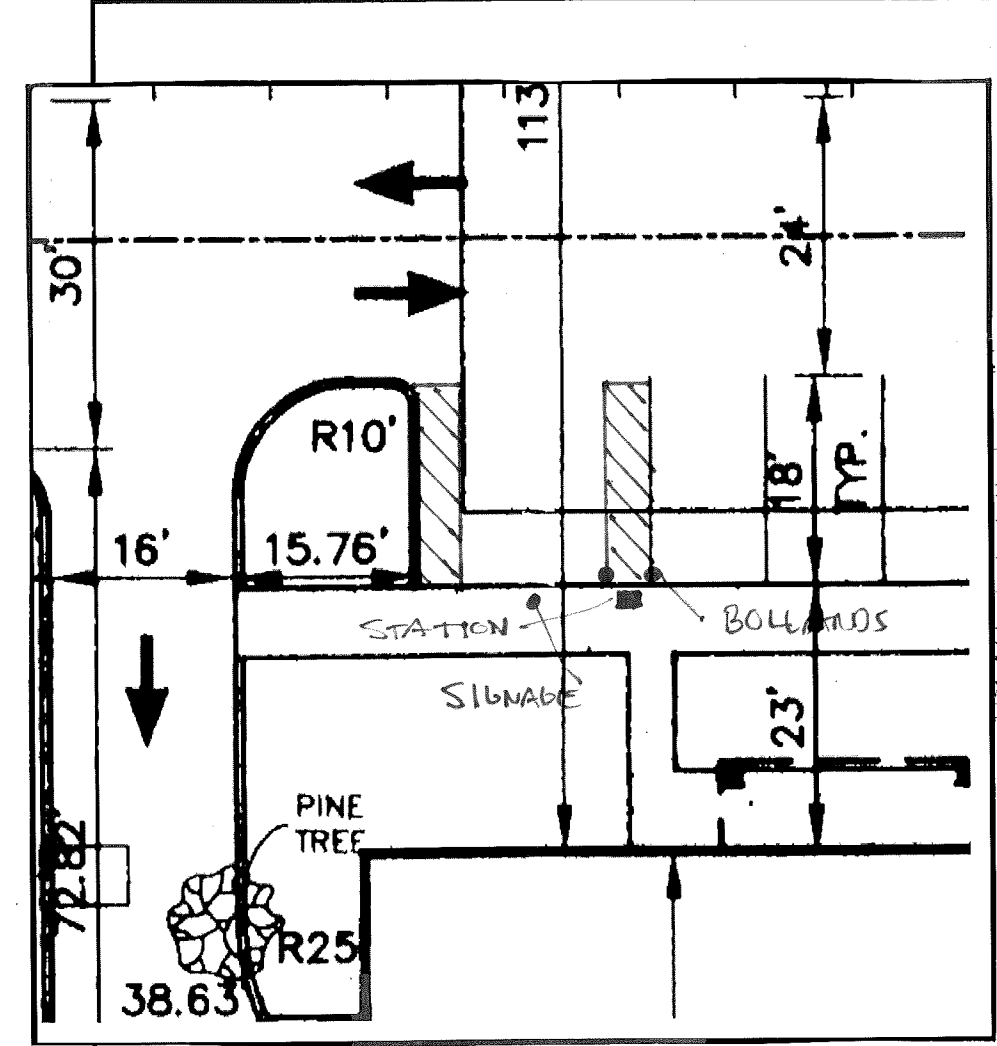 113
24'
30'
R10'
18'
TYP.
16'
15.76'
STATION
BOLLARDS
SIGNAGE
23'
PINE
TREE
72.82'
R25
38.63'